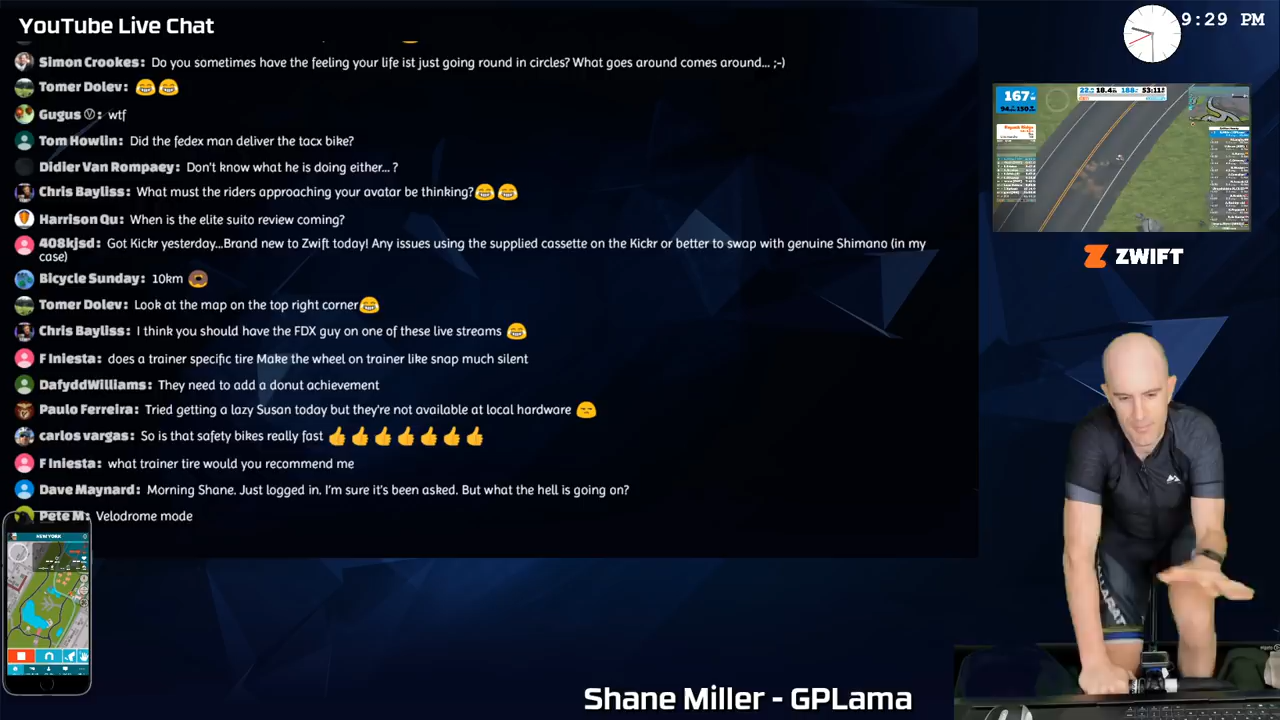 YouTube Live Chat
9:29 PM
Simon Crookes: Do you sometimes have the feeling your life ist just going round in circles? What goes around comes around... ;-)
Tomer Dolev: 😂😂
Gugus Ⓥ: wtf
Tom Howlin: Did the fedex man deliver the neo bike?
Didier Van Rompaey: Don't know what he is doing either...?
Chris Bayliss: What must the riders approaching your avatar be thinking?😂😂
Harrison Qu: When is the elite suito review coming?
408kjsd: Got Kickr yesterday...Brand new to Zwift today! Any issues using the supplied cassette on the Kickr or better to swap with genuine Shimano (in my
case)
Bicycle Sunday: 10km 🍩
Tomer Dolev: Look at the map on the top right corner😂
Chris Bayliss: I think you should have the FDX guy on one of these live streams 😂
F Iniesta: does a trainer specific tire Make the wheel on trainer like snap much silent
DafyddWilliams: They need to add a donut achievement
Paulo Ferreira: Tried getting a lazy Susan today but they're not available at local hardware 😔
carlos vargas: So is that safety bikes really fast 👍👍👍👍👍👍👍
F Iniesta: what trainer tire would you recommend me
Dave Maynard: Morning Shane. Just logged in. I'm sure it's been asked. But what the hell is going on?
Pete M: Velodrome mode
167
18.4
188
53:11
ZWIFT
NEW YORK
Shane Miller - GPLama